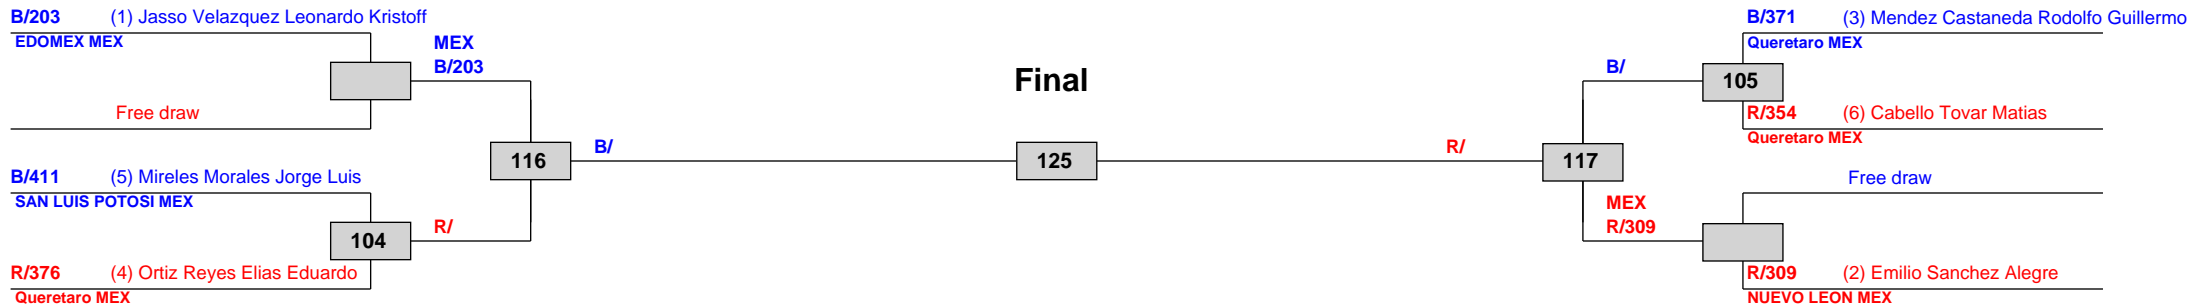 B/203 (1) Jasso Velazquez Leonardo Kristoff
EDOMEX MEX
MEX
B/203
Free draw
116
B/
B/411 (5) Mireles Morales Jorge Luis
SAN LUIS POTOSI MEX
104
R/
R/376 (4) Ortiz Reyes Elias Eduardo
Queretaro MEX
Final
125
B/371 (3) Mendez Castaneda Rodolfo Guillermo
Queretaro MEX
B/
105
R/354 (6) Cabello Tovar Matias
Queretaro MEX
R/
117
Free draw
MEX
R/309
R/309 (2) Emilio Sanchez Alegre
NUEVO LEON MEX